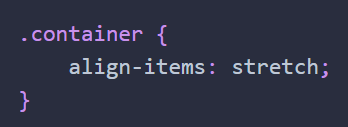 .container {
    align-items: stretch;
}